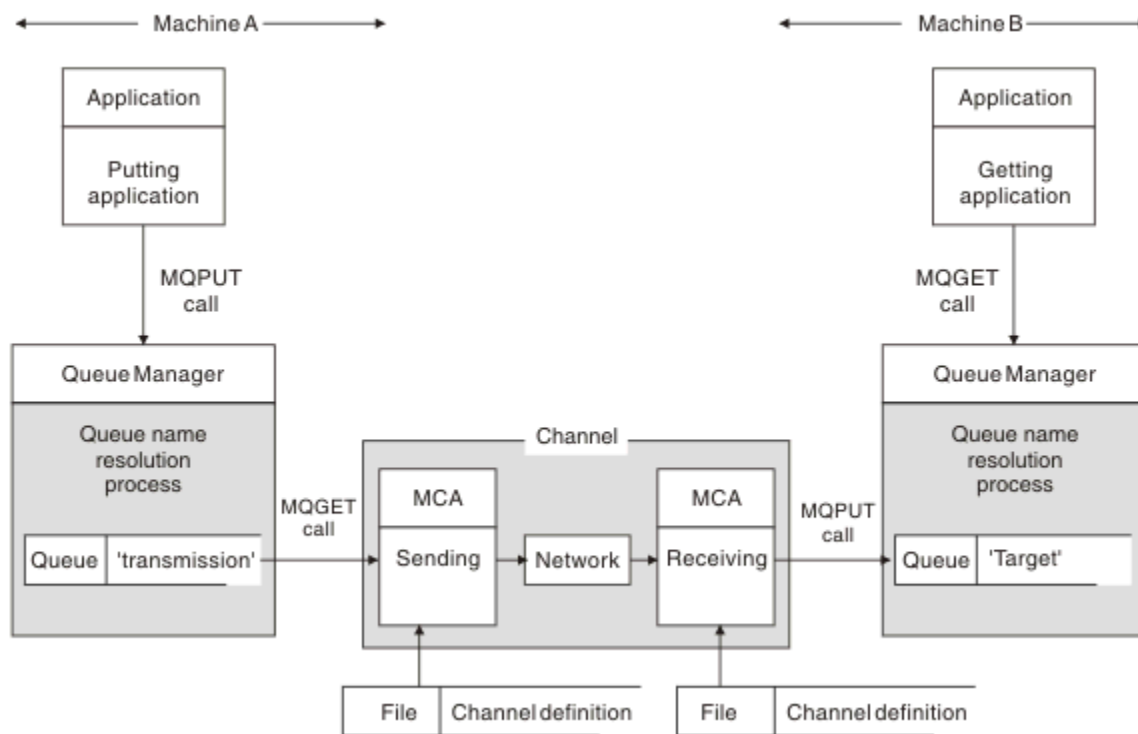 Machine A
Machine B
Application
Putting
application
Application
Getting
application
MQPUT
call
MQGET
call
Queue Manager
Queue name
resolution
process
Queue 'transmission'
MQGET
call
Channel
MCA
Sending
Network
MCA
Receiving
MQPUT
call
Queue Manager
Queue name
resolution
process
Queue 'Target'
File Channel definition
File Channel definition